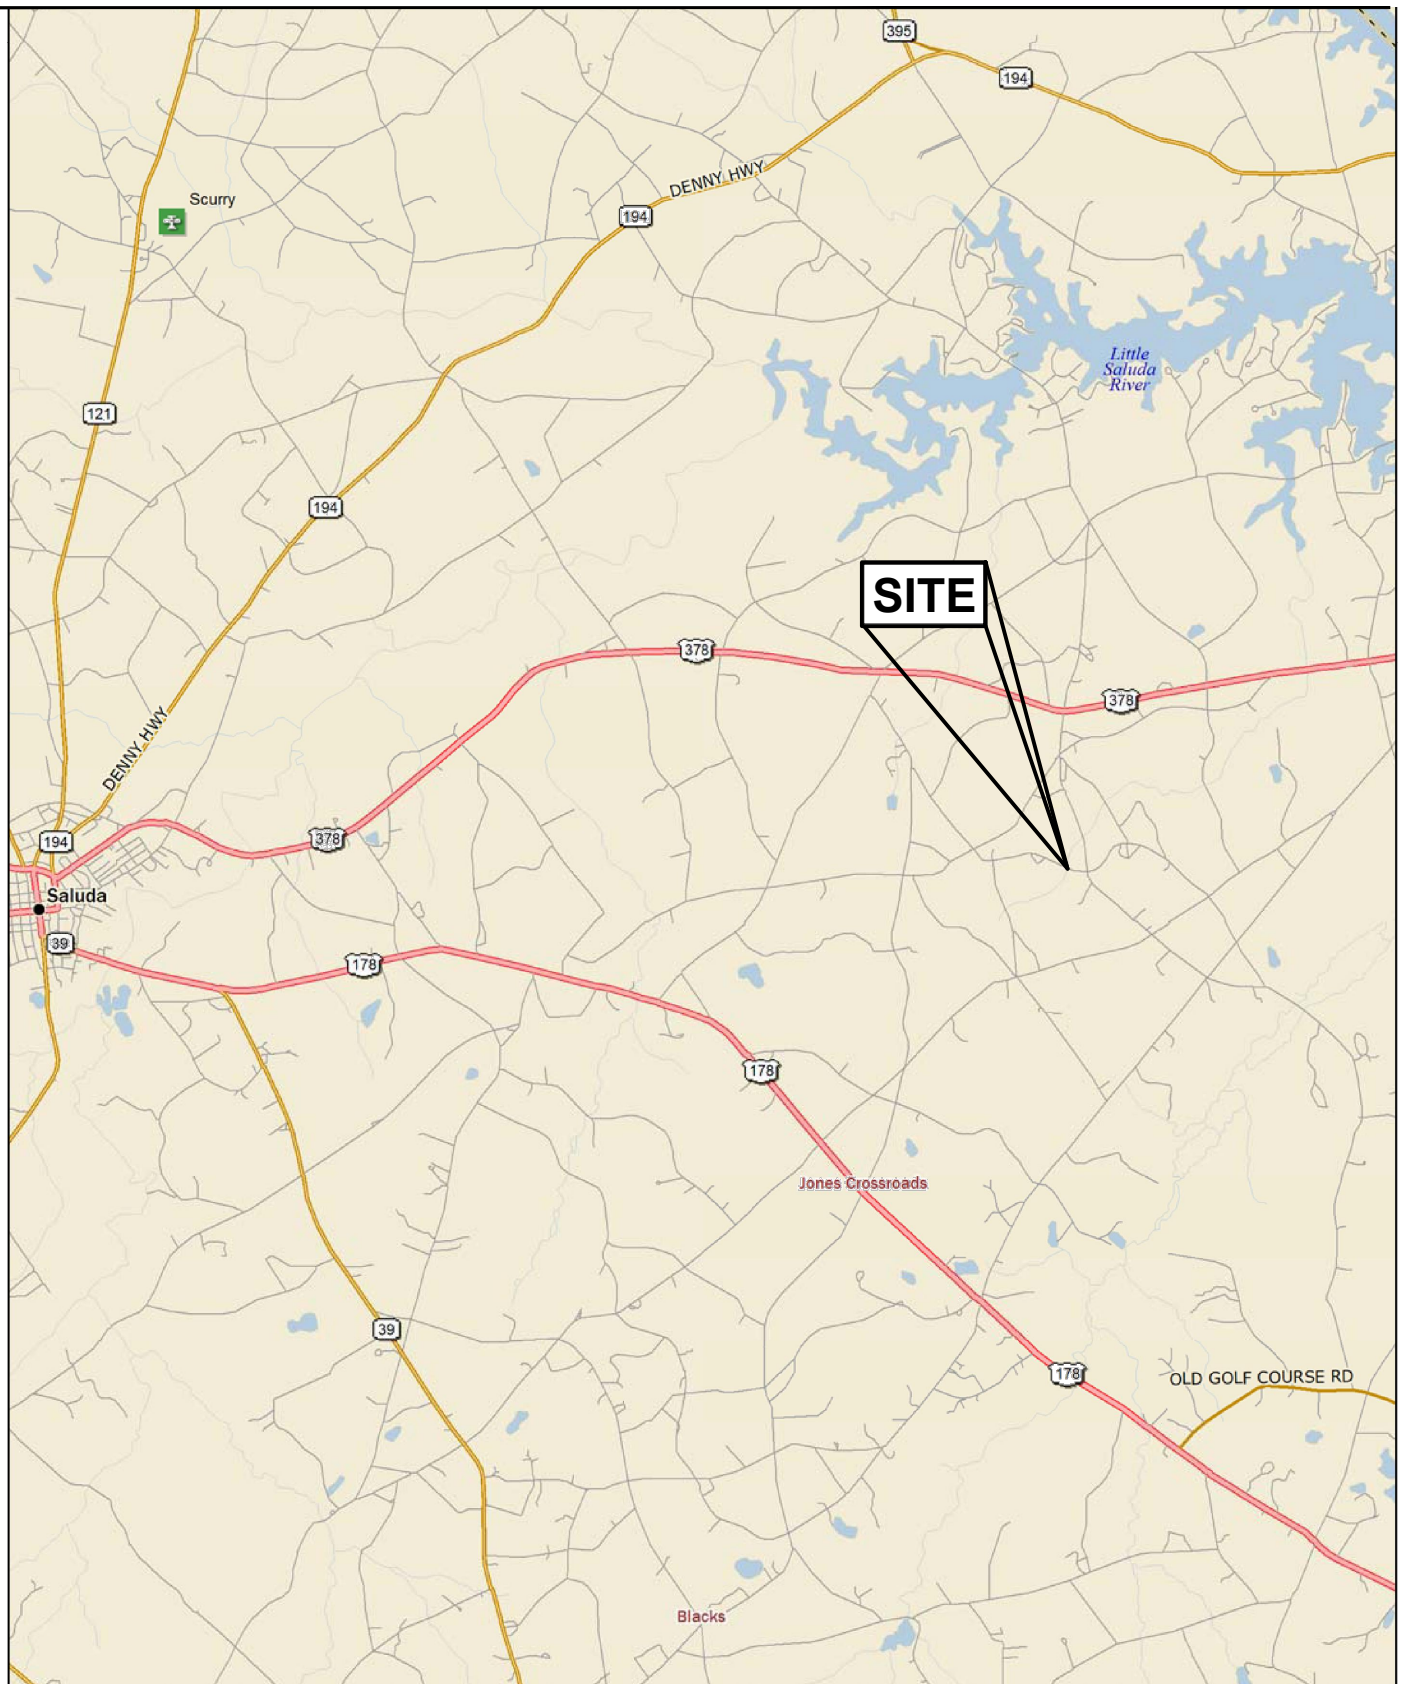 395
194
Scurry
DENNY HWY
194
Little
Saluda
River
121
194
SITE
378
378
DENNY HWY
194
378
Saluda
39
178
178
Jones Crossroads
39
178
OLD GOLF COURSE RD
Blacks